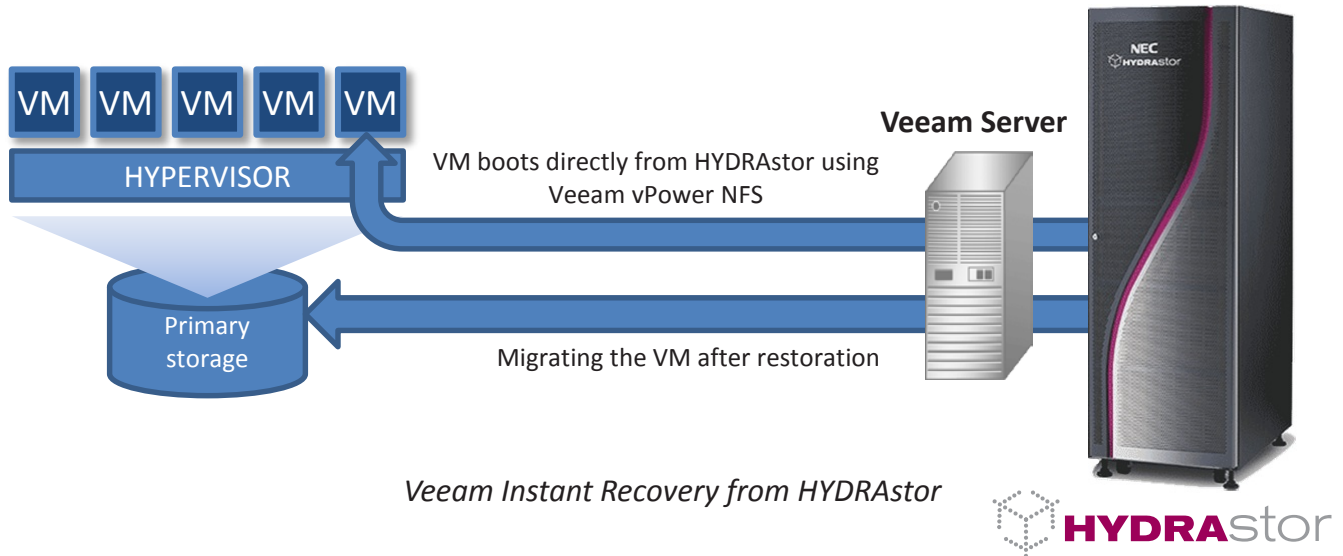 VM VM VM VM VM
HYPERVISOR
Primary
storage
VM boots directly from HYDRAstor using
Veeam vPower NFS
Migrating the VM after restoration
Veeam Server
NEC
HYDRAstor
Veeam Instant Recovery from HYDRAstor
HYDRAstor